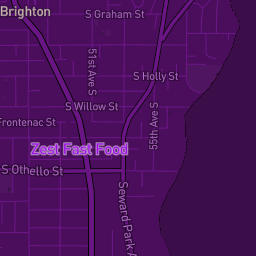 S Graham St
Brighton
51st Ave S
S Holly St
S Willow St
55th Ave S
Frontenac St
Zest Fast Food
S Othello St
Seward Park A